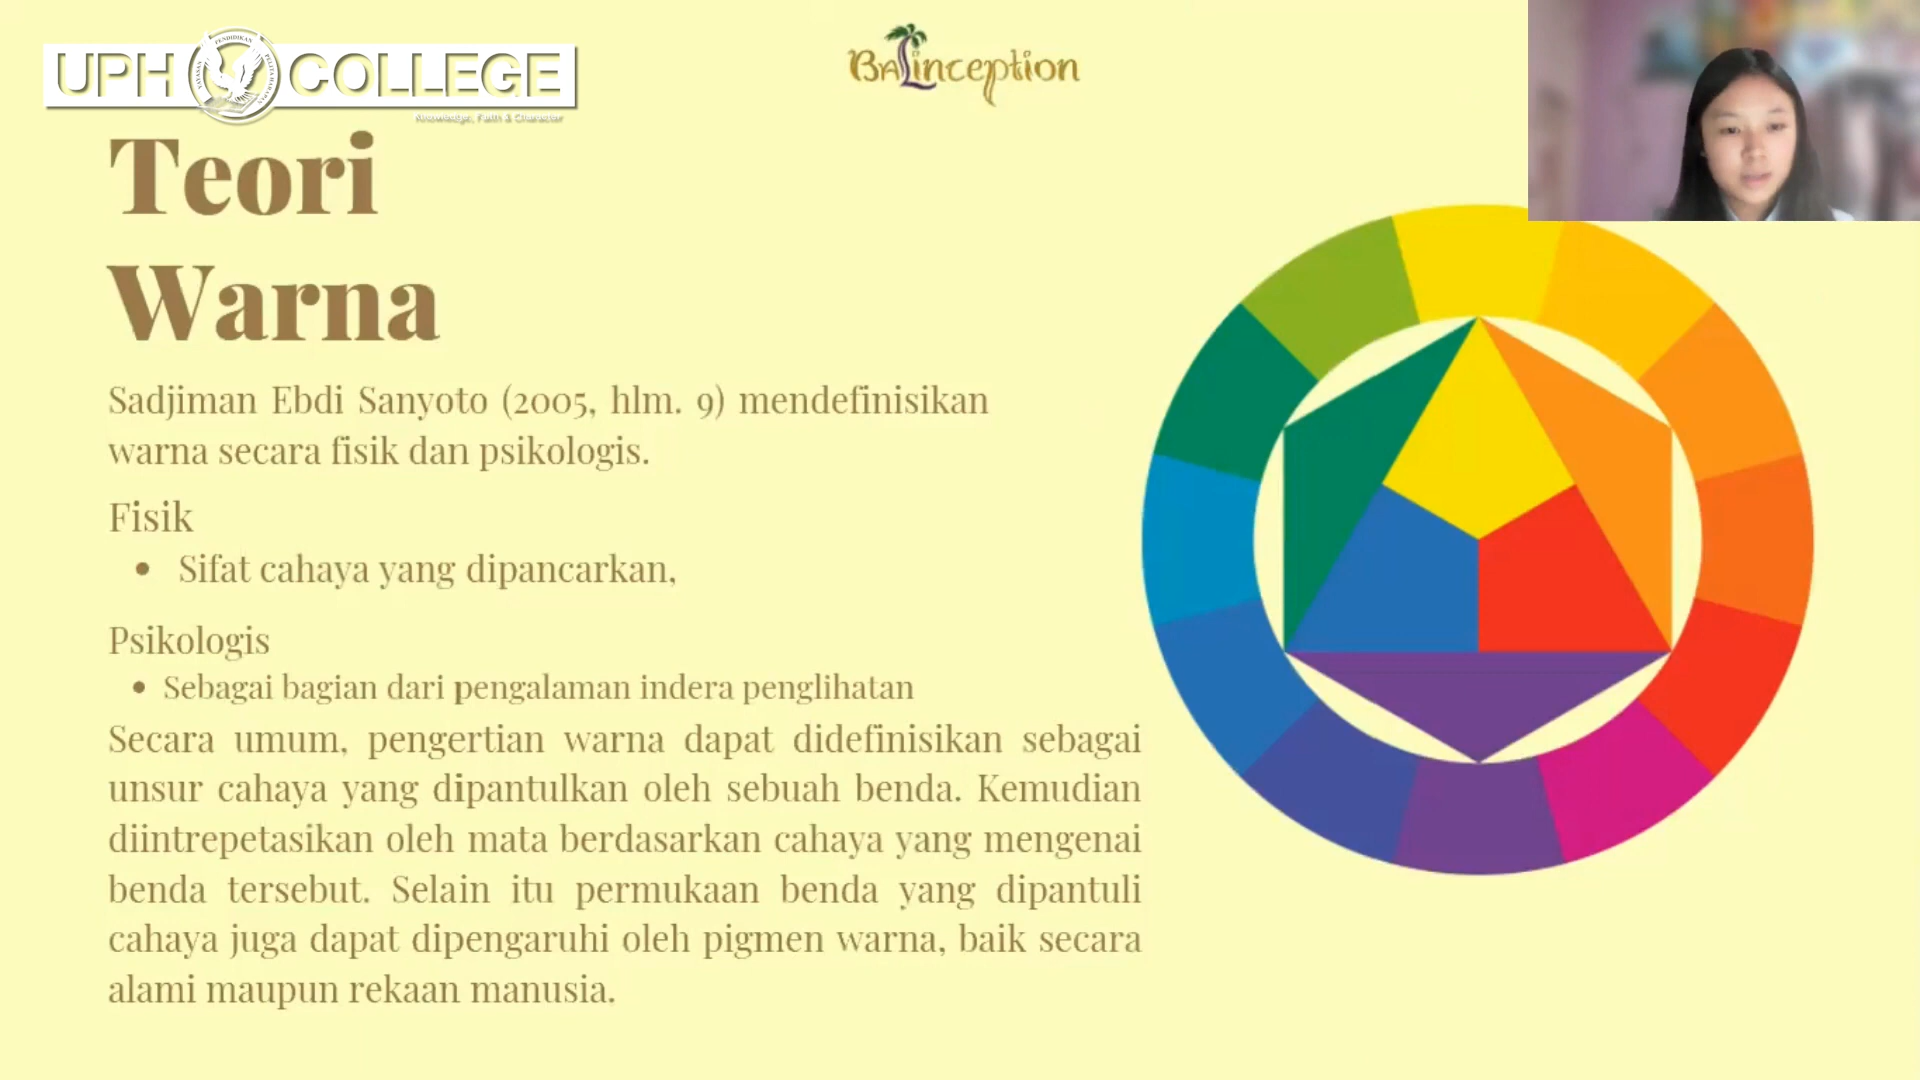 UPH COLLEGE
Knowledge, Faith & Character
BALinception
Teori
Warna
Sadjiman Ebdi Sanyoto (2005, hlm. 9) mendefinisikan
warna secara fisik dan psikologis.
Fisik
• Sifat cahaya yang dipancarkan,
Psikologis
• Sebagai bagian dari pengalaman indera penglihatan
Secara umum, pengertian warna dapat didefinisikan sebagai
unsur cahaya yang dipantulkan oleh sebuah benda. Kemudian
diintrepetasikan oleh mata berdasarkan cahaya yang mengenai
benda tersebut. Selain itu permukaan benda yang dipantuli
cahaya juga dapat dipengaruhi oleh pigmen warna, baik secara
alami maupun rekaan manusia.